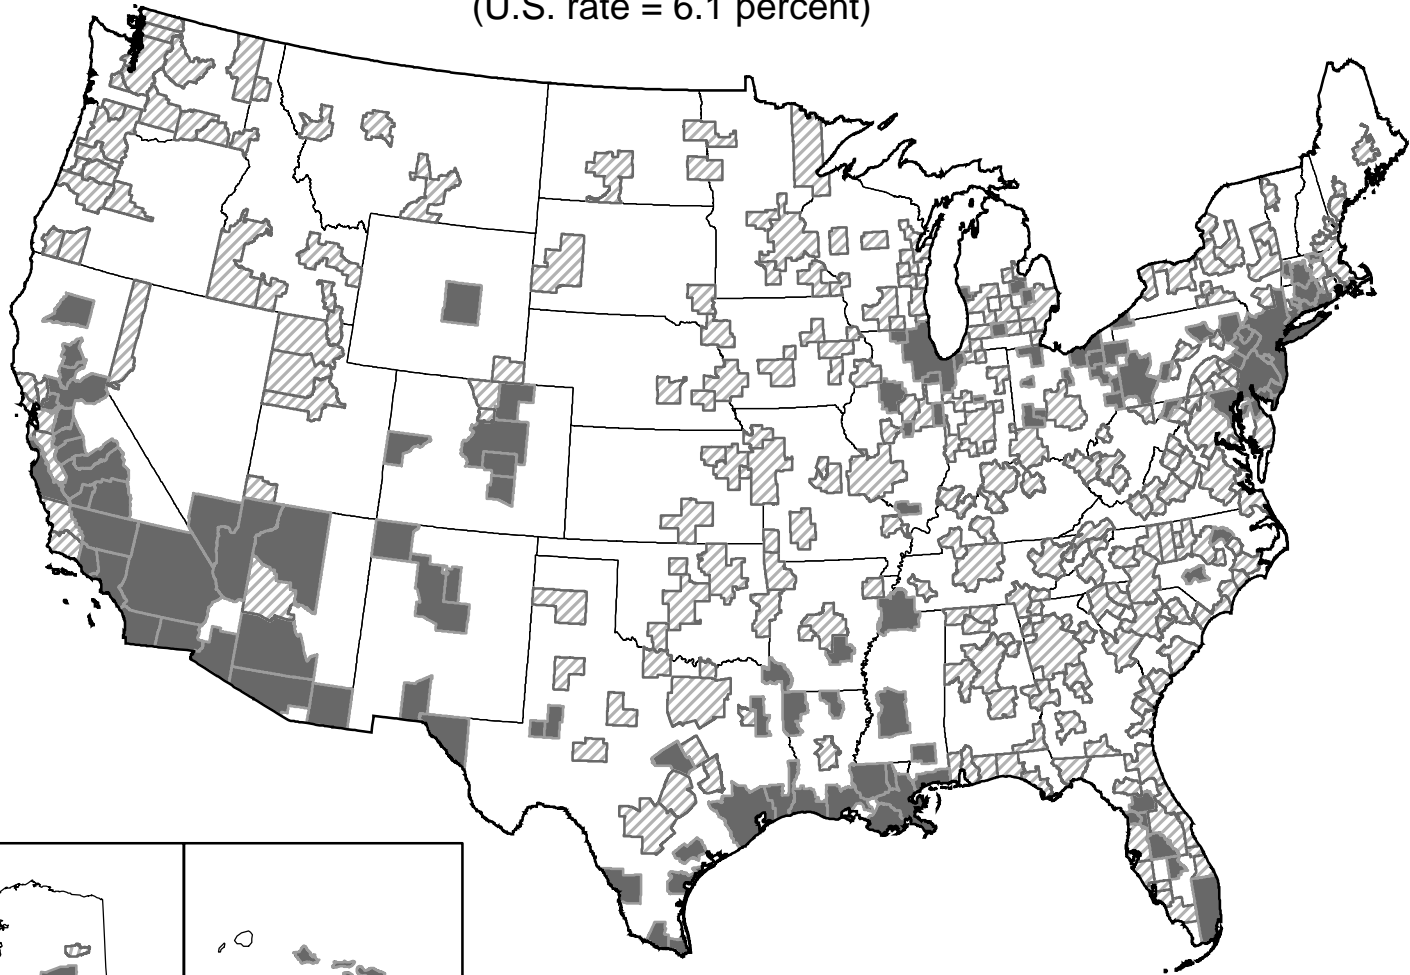 (U.S. rate = 6.1 percent)